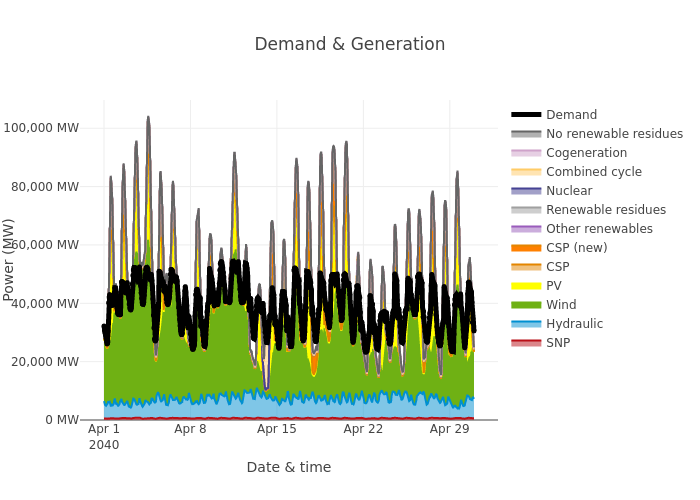 Demand & Generation
100,000 MW
80,000 MW
60,000 MW
40,000 MW
20,000 MW
0 MW
Power (MW)
Apr 1
2040
Apr 8
Apr 15
Apr 22
Apr 29
Date & time
Demand
No renewable residues
Cogeneration
Combined cycle
Nuclear
Renewable residues
Other renewables
CSP (new)
CSP
PV
Wind
Hydraulic
SNP